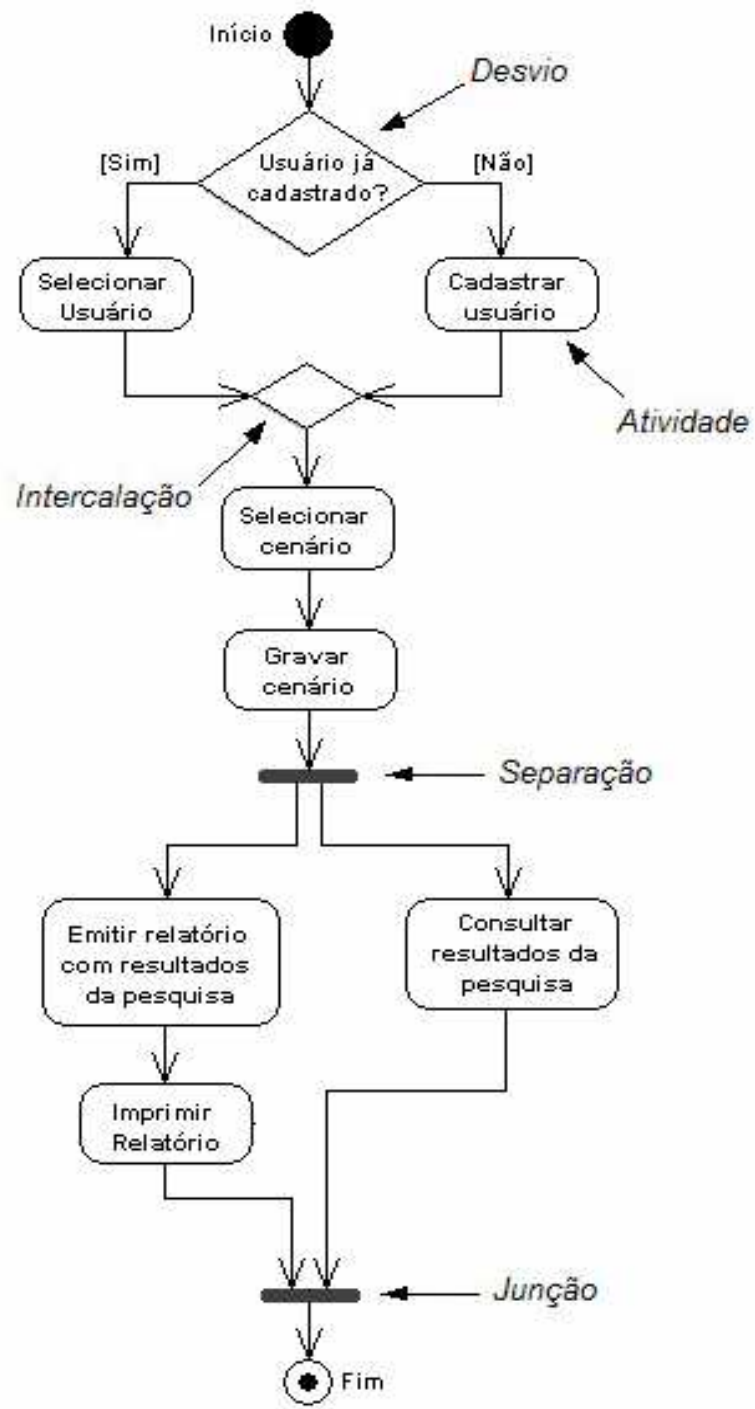 Início
Desvio
[Sim]
Usuário já
cadastrado?
[Não]
Selecionar
Usuário
Cadastrar
usuário
Atividade
Intercalação
Selecionar
cenário
Gravar
cenário
Separação
Emitir relatório
com resultados
da pesquisa
Consultar
resultados da
pesquisa
Imprimir
Relatório
Junção
Fim